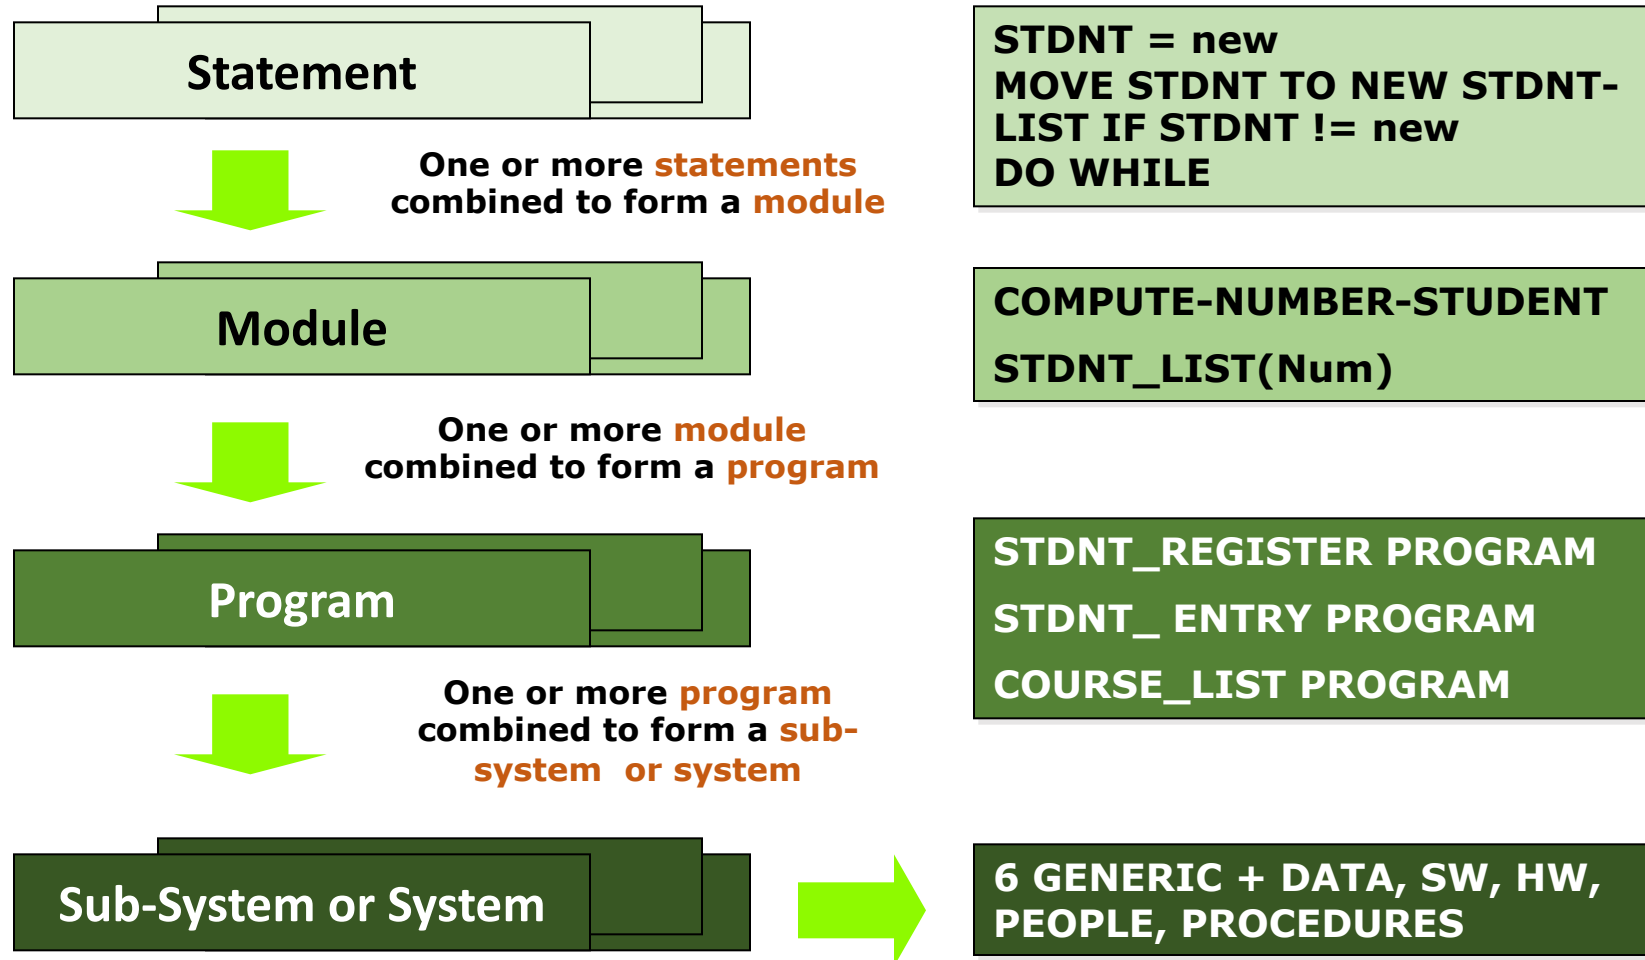 Statement
STDNT = new
MOVE STDNT TO NEW STDNT-
LIST IF STDNT != new
DO WHILE
One or more statements
combined to form a module
Module
COMPUTE-NUMBER-STUDENT
STDNT_LIST(Num)
One or more module
combined to form a program
Program
STDNT_REGISTER PROGRAM
STDNT_ ENTRY PROGRAM
COURSE_LIST PROGRAM
One or more program
combined to form a sub-
system or system
Sub-System or System
6 GENERIC + DATA, SW, HW,
PEOPLE, PROCEDURES